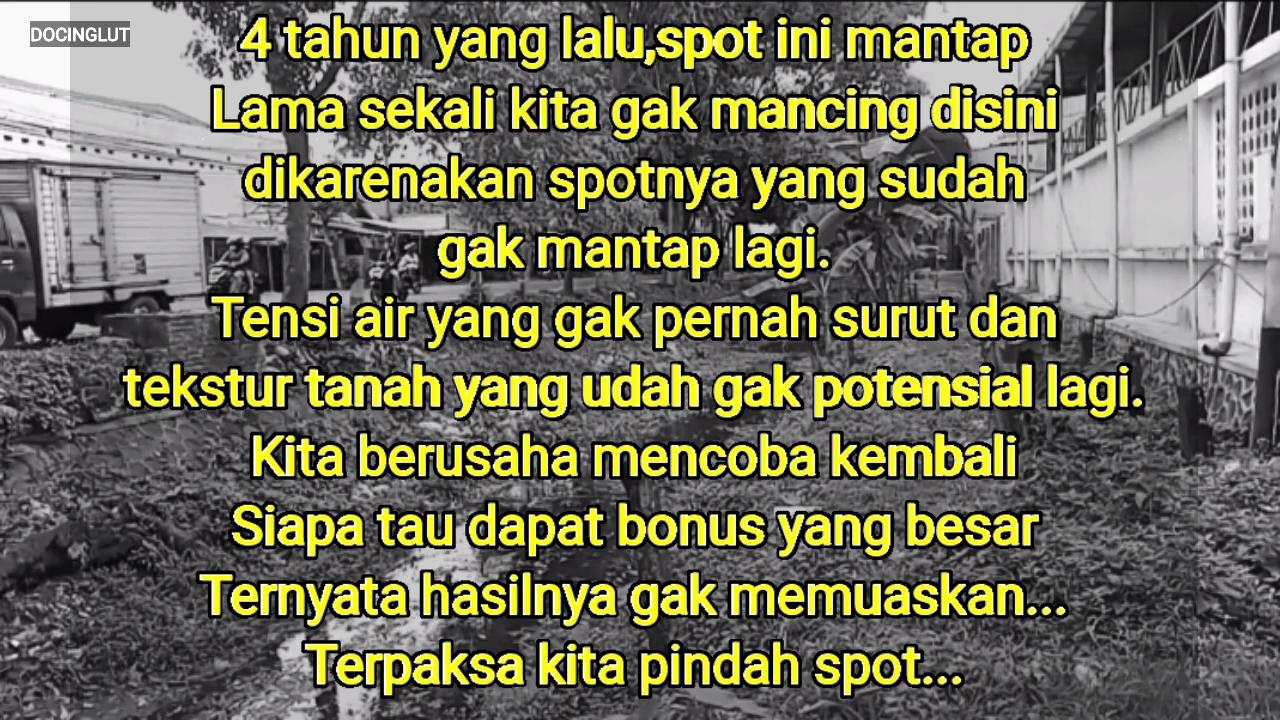 DOCINGLUT
4 tahun yang lalu,spot ini mantap
Lama sekali kita gak mancing disini
dikarenakan spotnya yang sudah
gak mantap lagi.
Tensi air yang gak pernah surut dan
tekstur tanah yang udah gak potensial lagi.
Kita berusaha mencoba kembali
Siapa tau dapat bonus yang besar
Ternyata hasilnya gak memuaskan...
Terpaksa kita pindah spot...